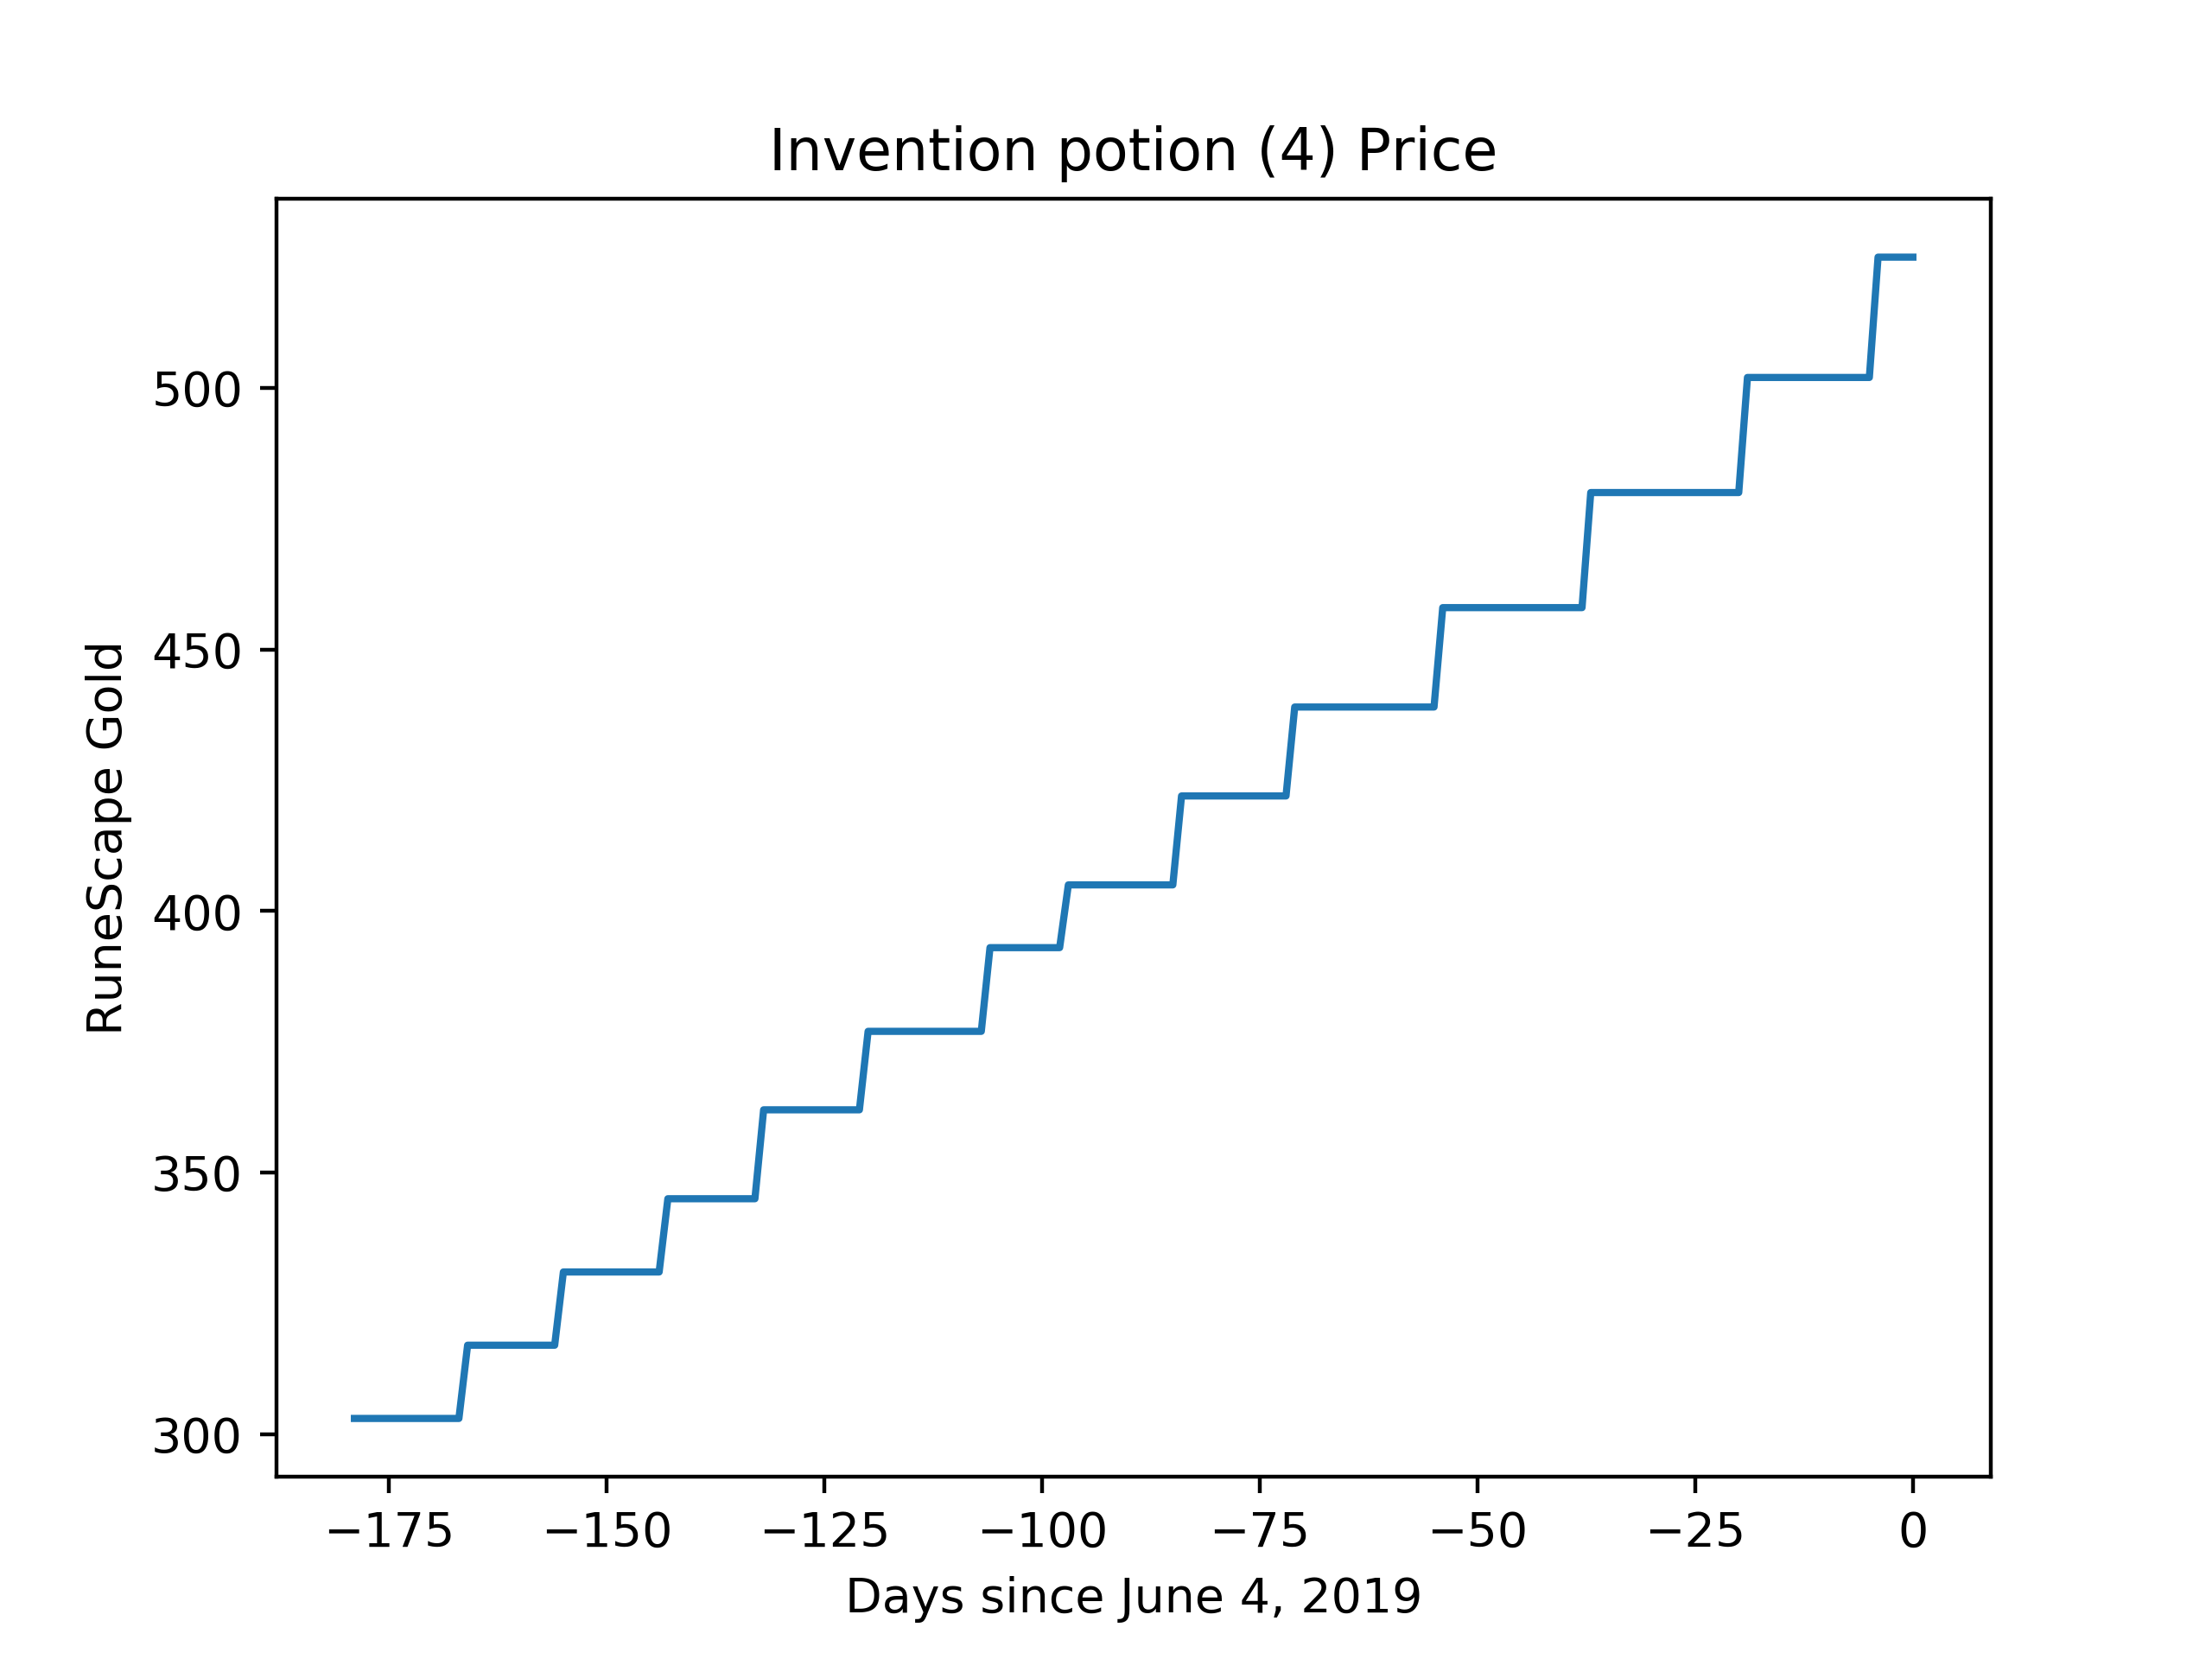 Invention potion (4) Price
RuneScape Gold
500
450
400
350
300
−175 −150 −125 −100 −75 −50 −25 0
Days since June 4, 2019